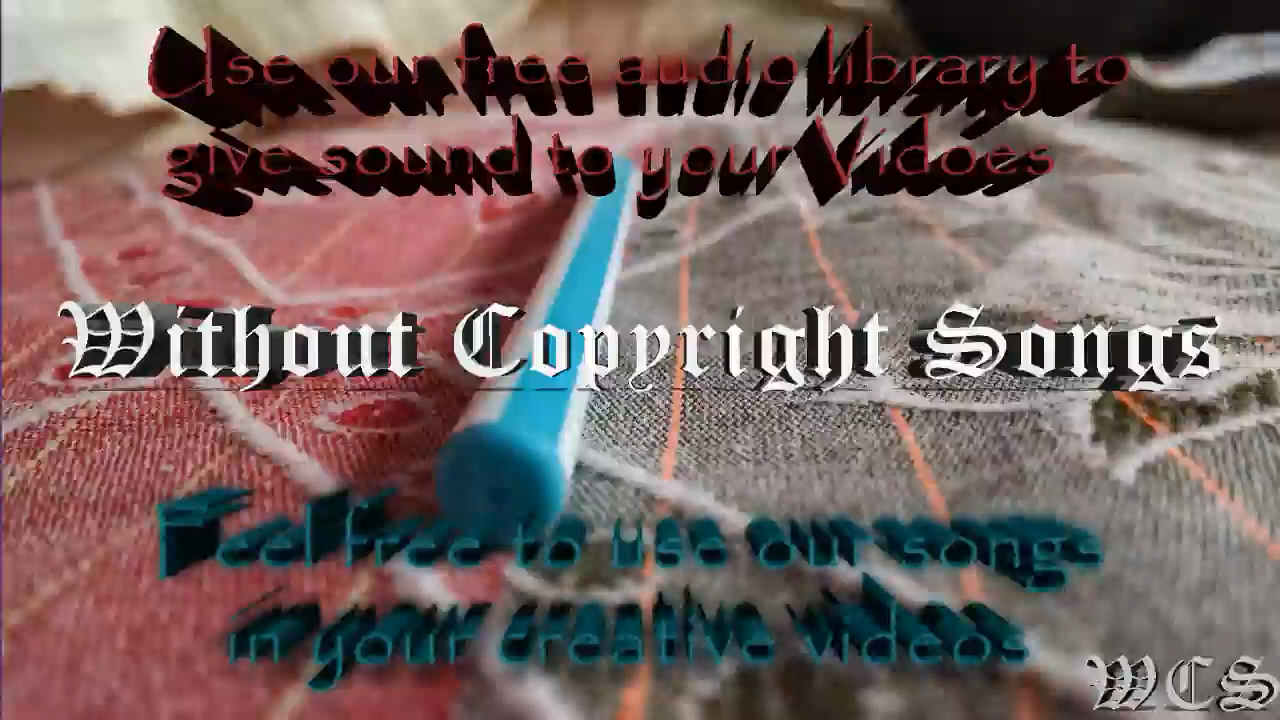 Use our free audio library to
give sound to your Vidoes
Without Copyright Songs
Feel free to use our songs
in your creative videos
WCS